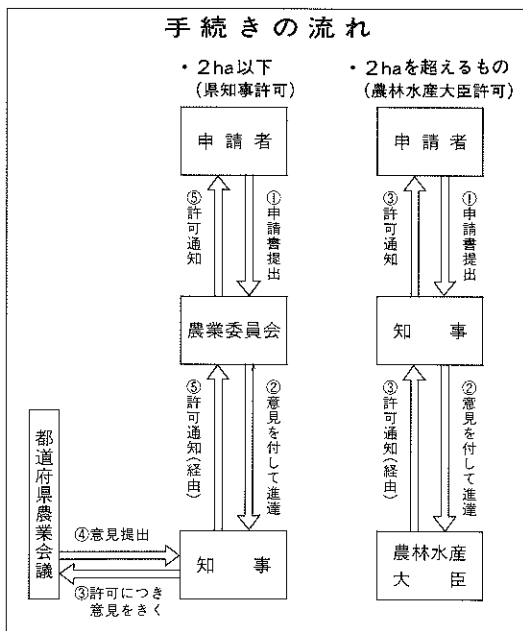 手続きの流れ
・2ha以下
(県知事許可)
申請者
⑤許可通知
①申請書提出
農業委員会
⑤許可通知(経由)
②意見を付して進達
都道府県農業会議
④意見提出
③許可につき
意見をきく
知事
・2haを超えるもの
(農林水産大臣許可)
申請者
③許可通知
①申請書提出
知事
③許可通知(経由)
②意見を付して進達
農林水産
大臣